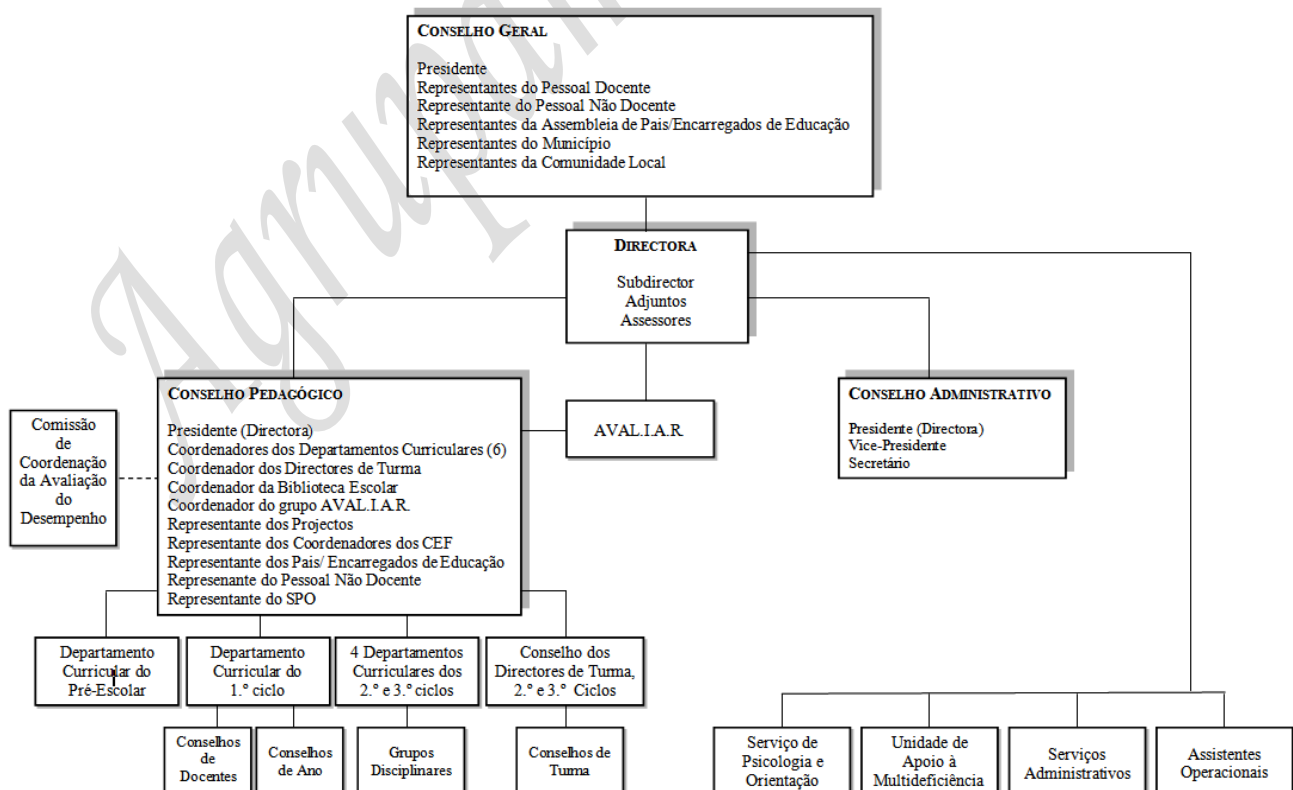 CONSELHO GERAL
Presidente
Representantes do Pessoal Docente
Representante do Pessoal Não Docente
Representantes da Assembleia de Pais/Encarregados de Educação
Representantes do Município
Representantes da Comunidade Local
DIRECTORA
Subdirector
Adjuntos
Assessores
CONSELHO PEDAGÓGICO
Presidente (Directora)
Coordenadores dos Departamentos Curriculares (6)
Coordenador dos Directores de Turma
Coordenador da Biblioteca Escolar
Coordenador do grupo AVAL.I.A.R.
Representante dos Projectos
Representante dos Coordenadores dos CEF
Representante dos Pais/ Encarregados de Educação
Represenante do Pessoal Não Docente
Representante do SPO
AVAL.I.A.R.
CONSELHO ADMINISTRATIVO
Presidente (Directora)
Vice-Presidente
Secretário
Comissão
de
Coordenação
da Avaliação
do
Desempenho
Departamento
Curricular do
Pré-Escolar
Departamento
Curricular do
1.º ciclo
4 Departamentos
Curriculares dos
2.º e 3.º ciclos
Conselho dos
Directores de Turma,
2.º e 3.º Ciclos
Conselhos
de
Docentes
Conselhos
de Ano
Grupos
Disciplinares
Conselhos de
Turma
Serviço de
Psicologia e
Orientação
Unidade de
Apoio à
Multideficiência
Serviços
Administrativos
Assistentes
Operacionais